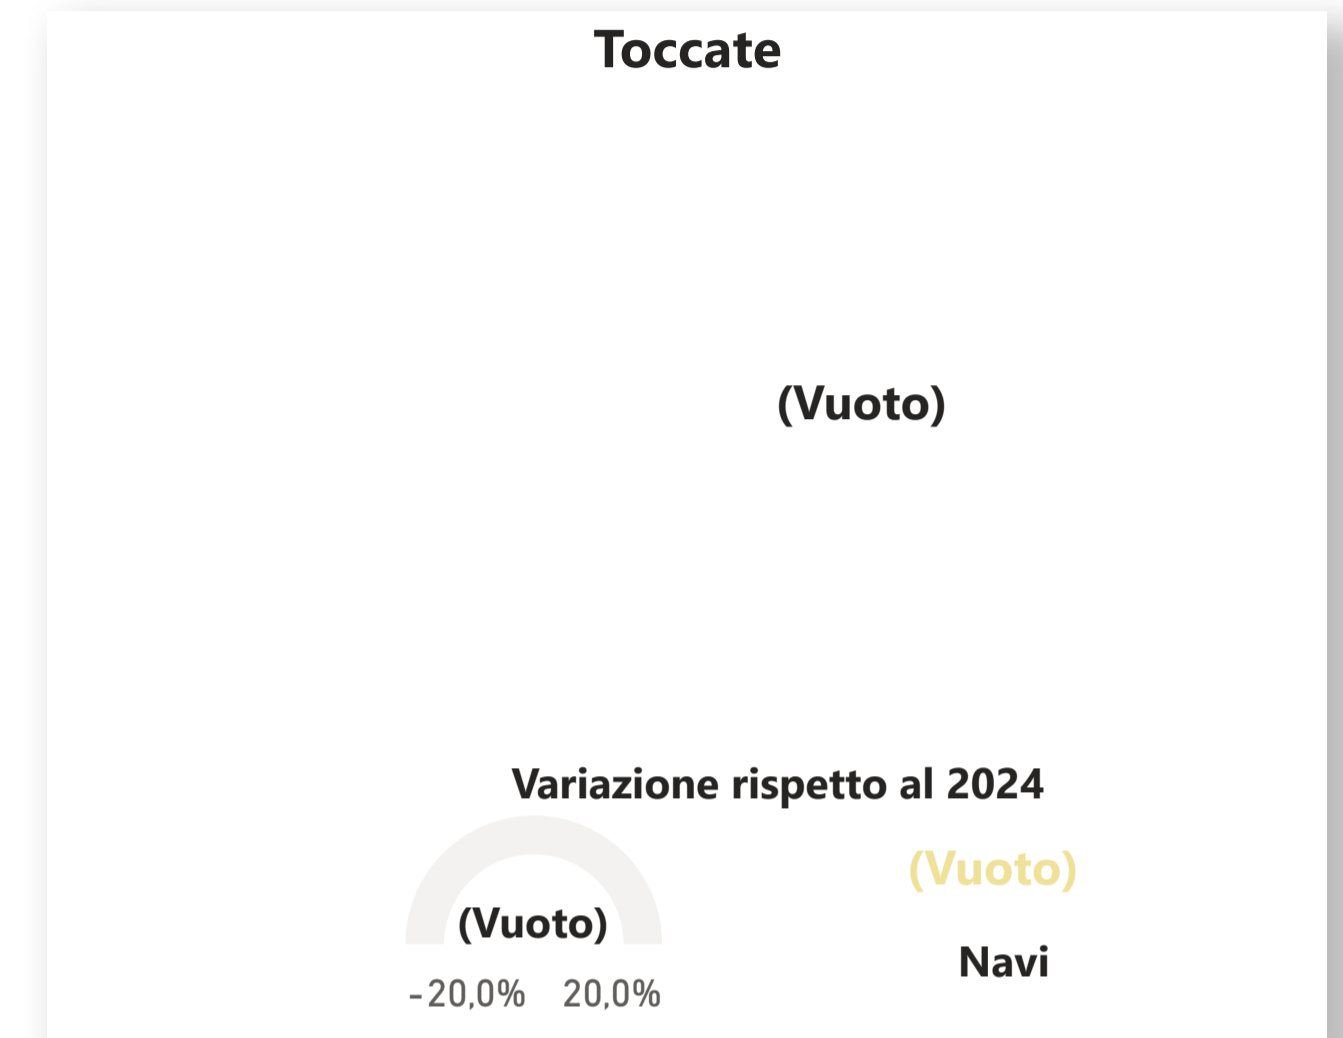 Toccate
(Vuoto)
Variazione rispetto al 2024
(Vuoto)
(Vuoto)
Navi
-20,0% 20,0%